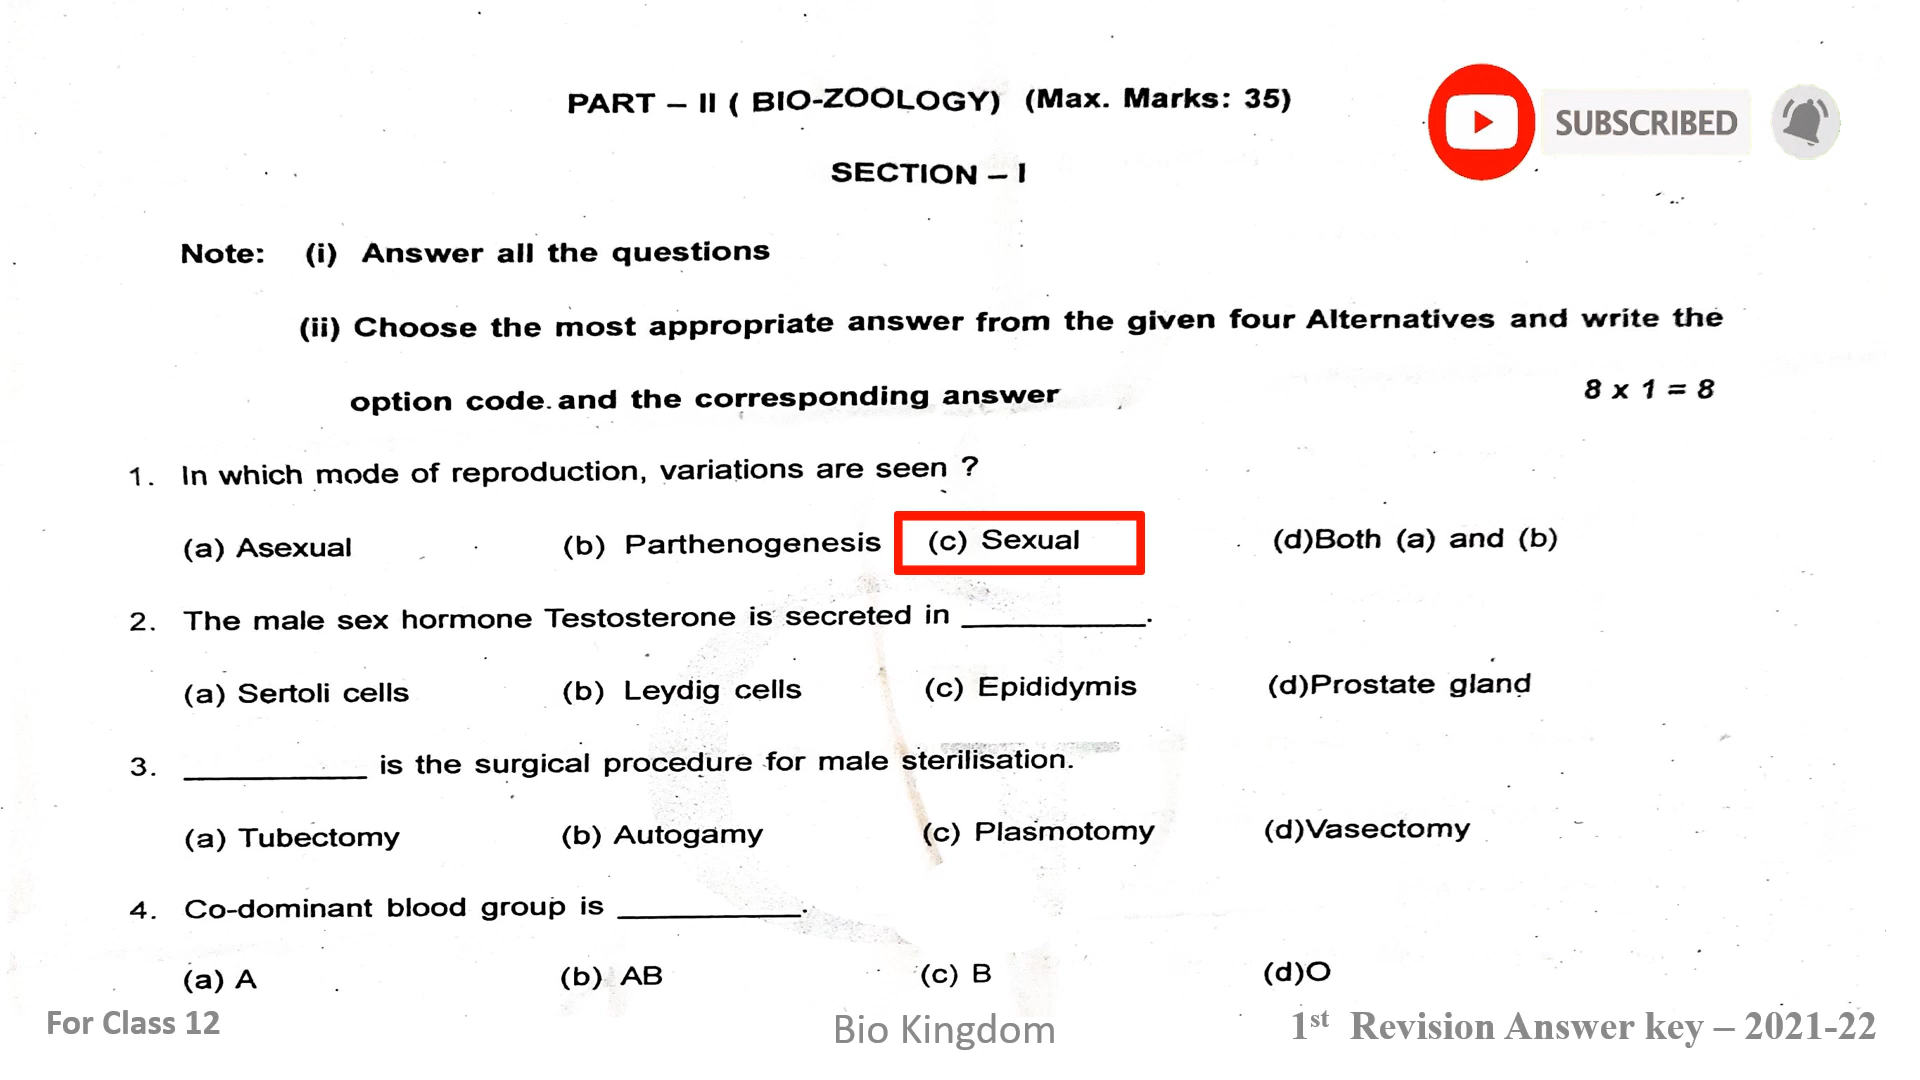 PART – II ( BIO-ZOOLOGY) (Max. Marks: 35)
SUBSCRIBED
SECTION – I
Note: (i) Answer all the questions
(ii) Choose the most appropriate answer from the given four Alternatives and write the
option code.and the corresponding answer 8 x 1 = 8
1. In which mode of reproduction, variations are seen ?
(a) Asexual (b) Parthenogenesis (c) Sexual (d)Both (a) and (b)
2. The male sex hormone Testosterone is secreted in ____________.
(a) Sertoli cells (b) Leydig cells (c) Epididymis (d)Prostate gland
3. ____________ is the surgical procedure for male sterilisation.
(a) Tubectomy (b) Autogamy (c) Plasmotomy (d)Vasectomy
4. Co-dominant blood group is ____________.
(a) A (b) AB (c) B (d)O
For Class 12 Bio Kingdom 1st Revision Answer key – 2021-22